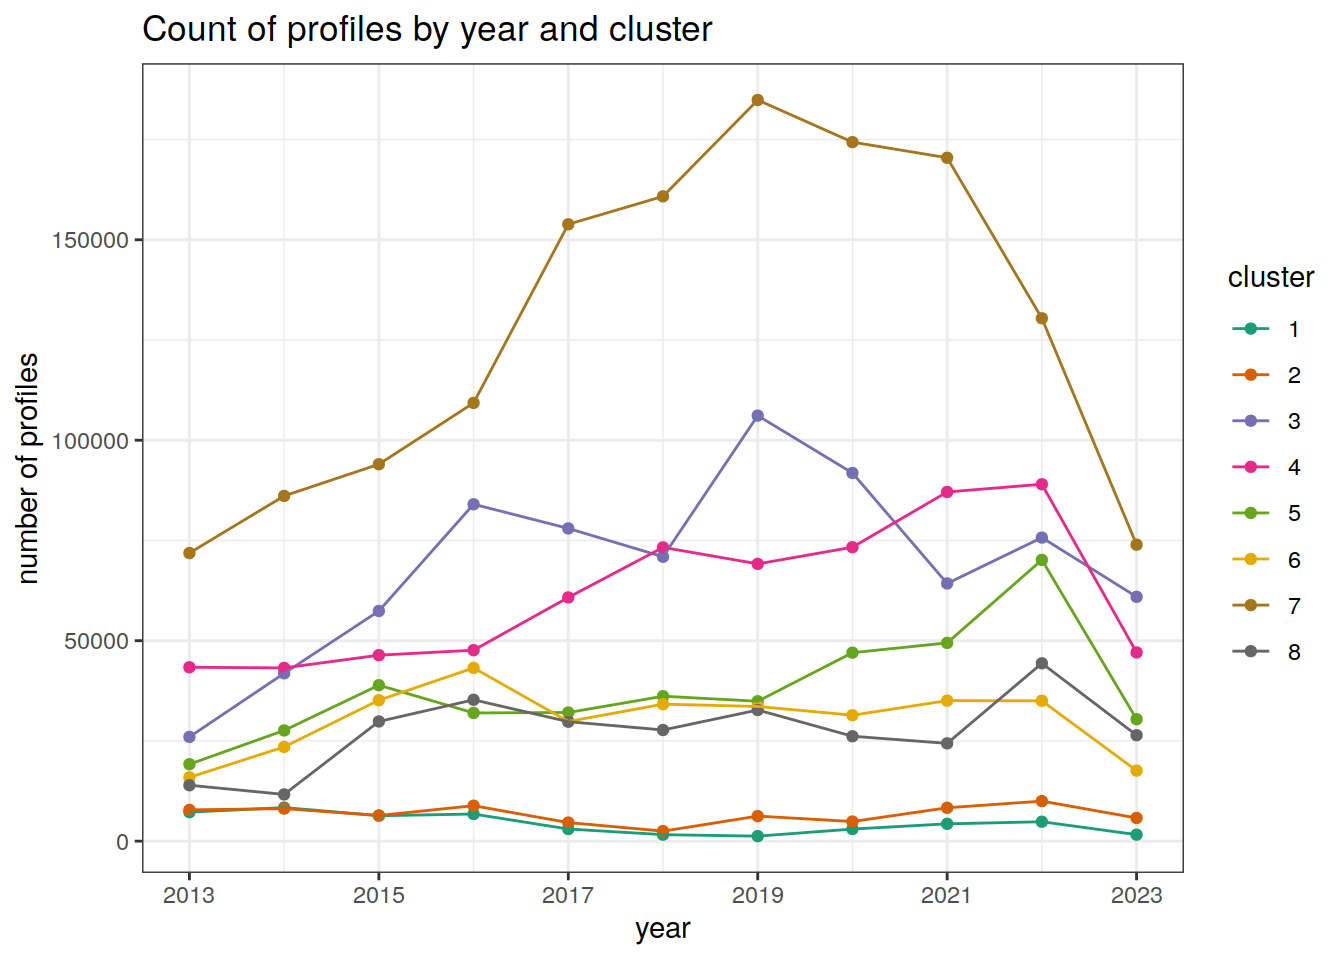 Count of profiles by year and cluster
number of profiles
150000
100000
50000
0
2013 2015 2017 2019 2021 2023
year
cluster
1
2
3
4
5
6
7
8